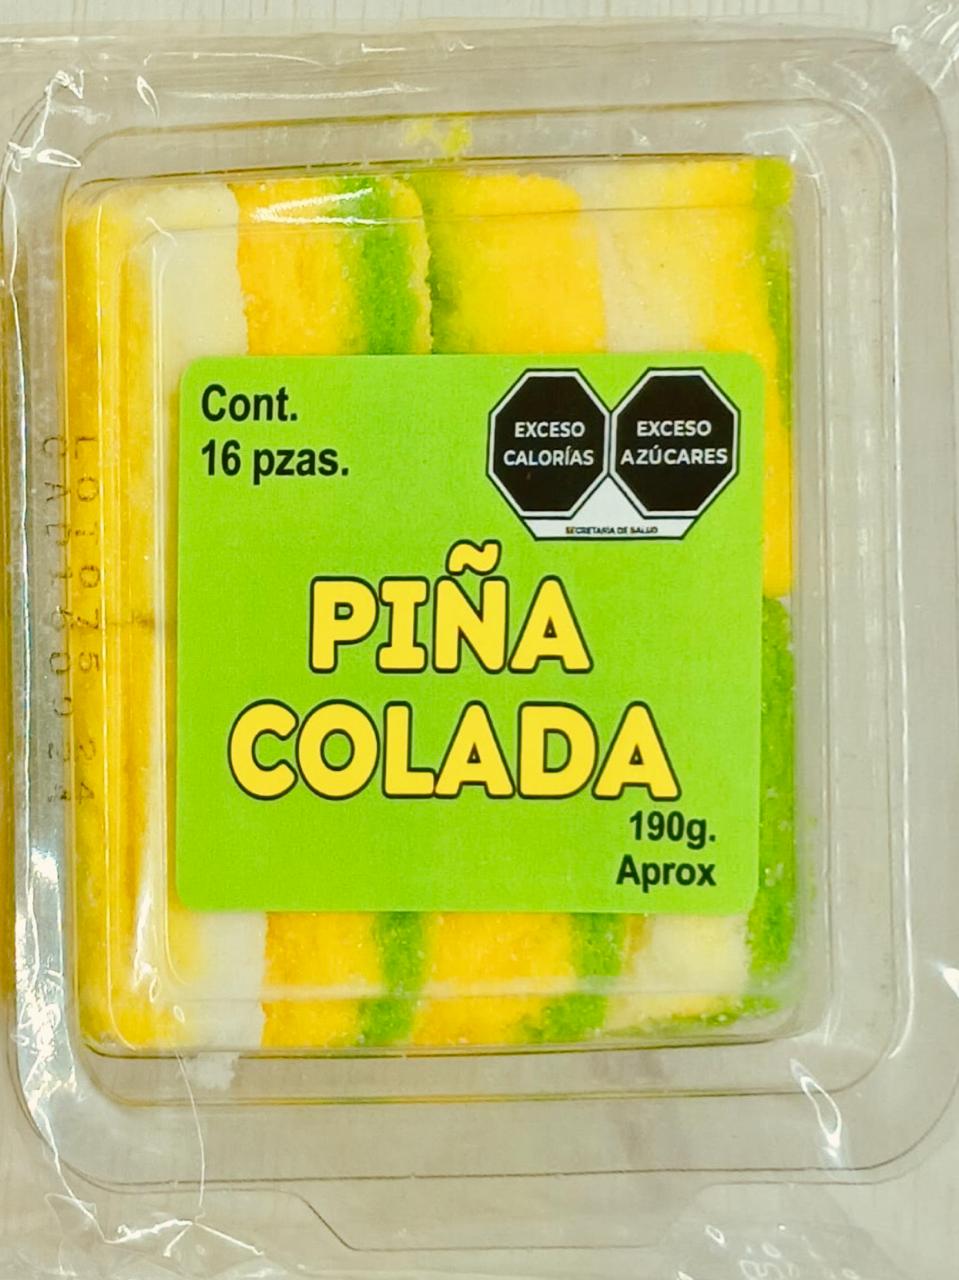 Cont.
16 pzas.
EXCESO
CALORÍAS
EXCESO
AZÚCARES
SECRETARÍA DE SALUD
PIÑA
COLADA
190g.
Aprox